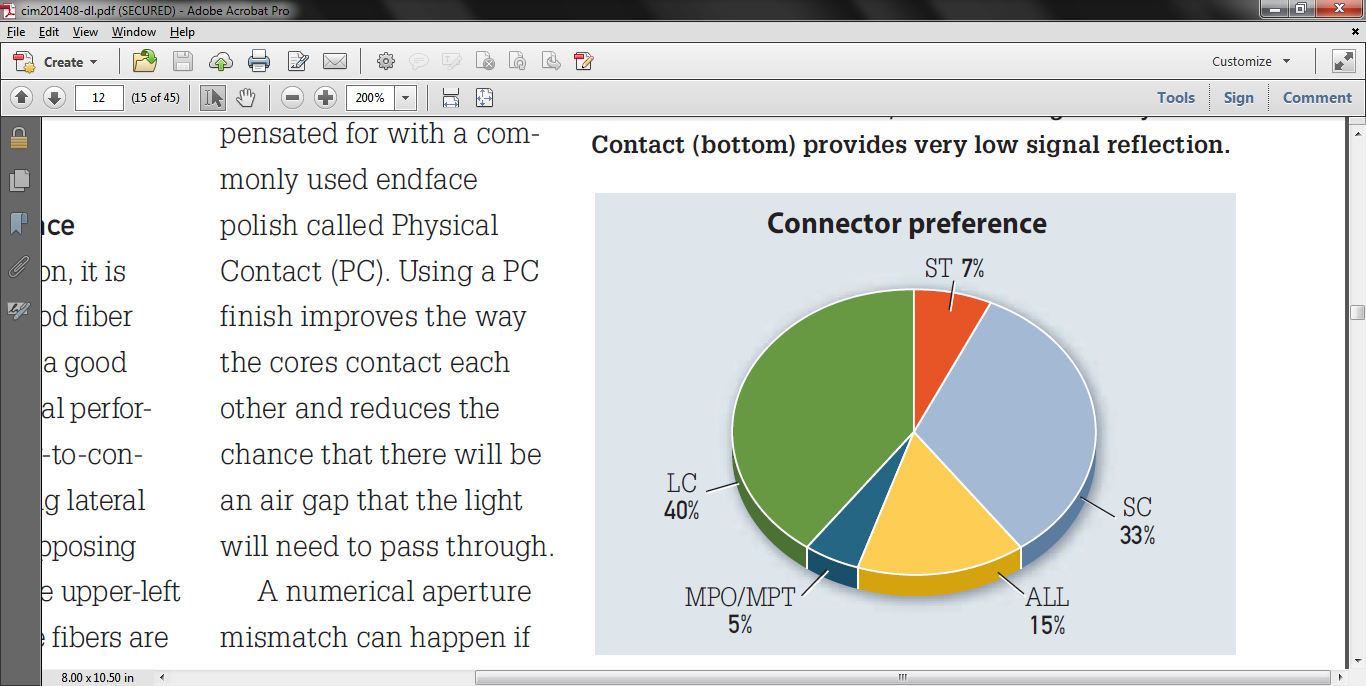 cim201408-dl.pdf (SECURED) - Adobe Acrobat Pro
File Edit View Window Help
Create Customize
12 (15 of 45) 200% Tools Sign Comment
nce
on, it is
od fiber
a good
al perfor-
-to-con-
g lateral
pposing
e upper-left
fibers are
pensated for with a com-
monly used endface
polish called Physical
Contact (PC). Using a PC
finish improves the way
the cores contact each
other and reduces the
chance that there will be
an air gap that the light
will need to pass through.
A numerical aperture
mismatch can happen if
Contact (bottom) provides very low signal reflection.
Connector preference
ST 7%
LC
40%
SC
33%
MPO/MPT
5%
ALL
15%
8.00 x 10.50 in